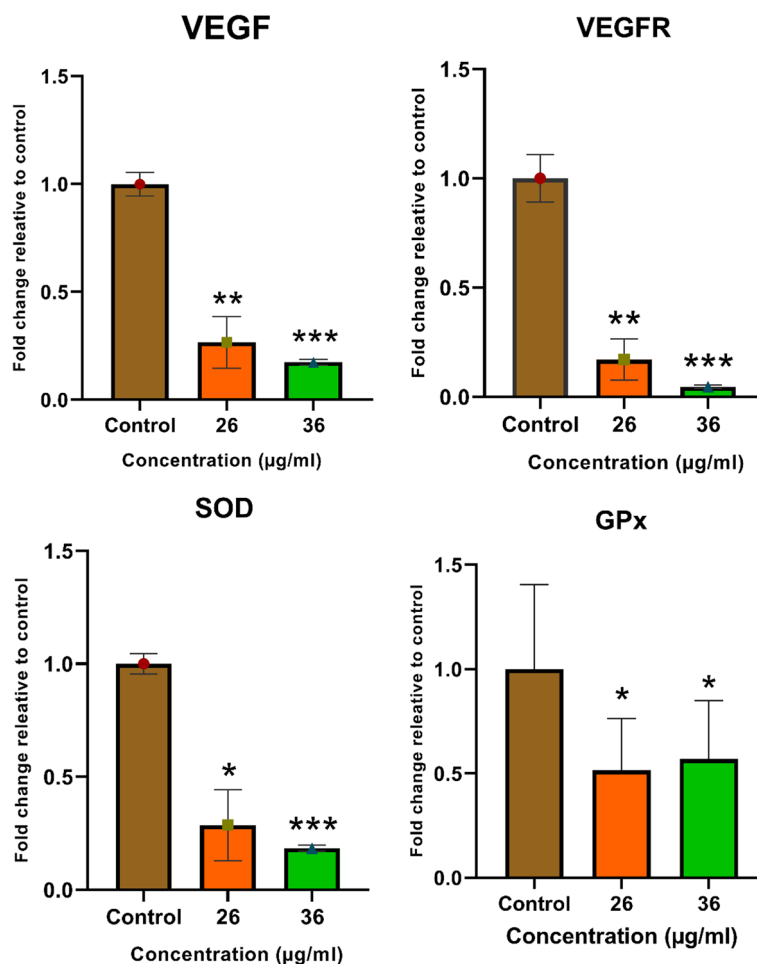 VEGF
Fold change releative to control
1.5
1.0
0.5
0.0
**
***
Control 26 36
Concentration (µg/ml)
VEGFR
Fold change releative to control
1.5
1.0
0.5
0.0
**
***
Control 26 36
Concentration (µg/ml)
SOD
Fold change releative to control
1.5
1.0
0.5
0.0
*
***
Control 26 36
Concentration (µg/ml)
GPx
Fold change releative to control
1.5
1.0
0.5
0.0
*
*
Control 26 36
Concentration (µg/ml)